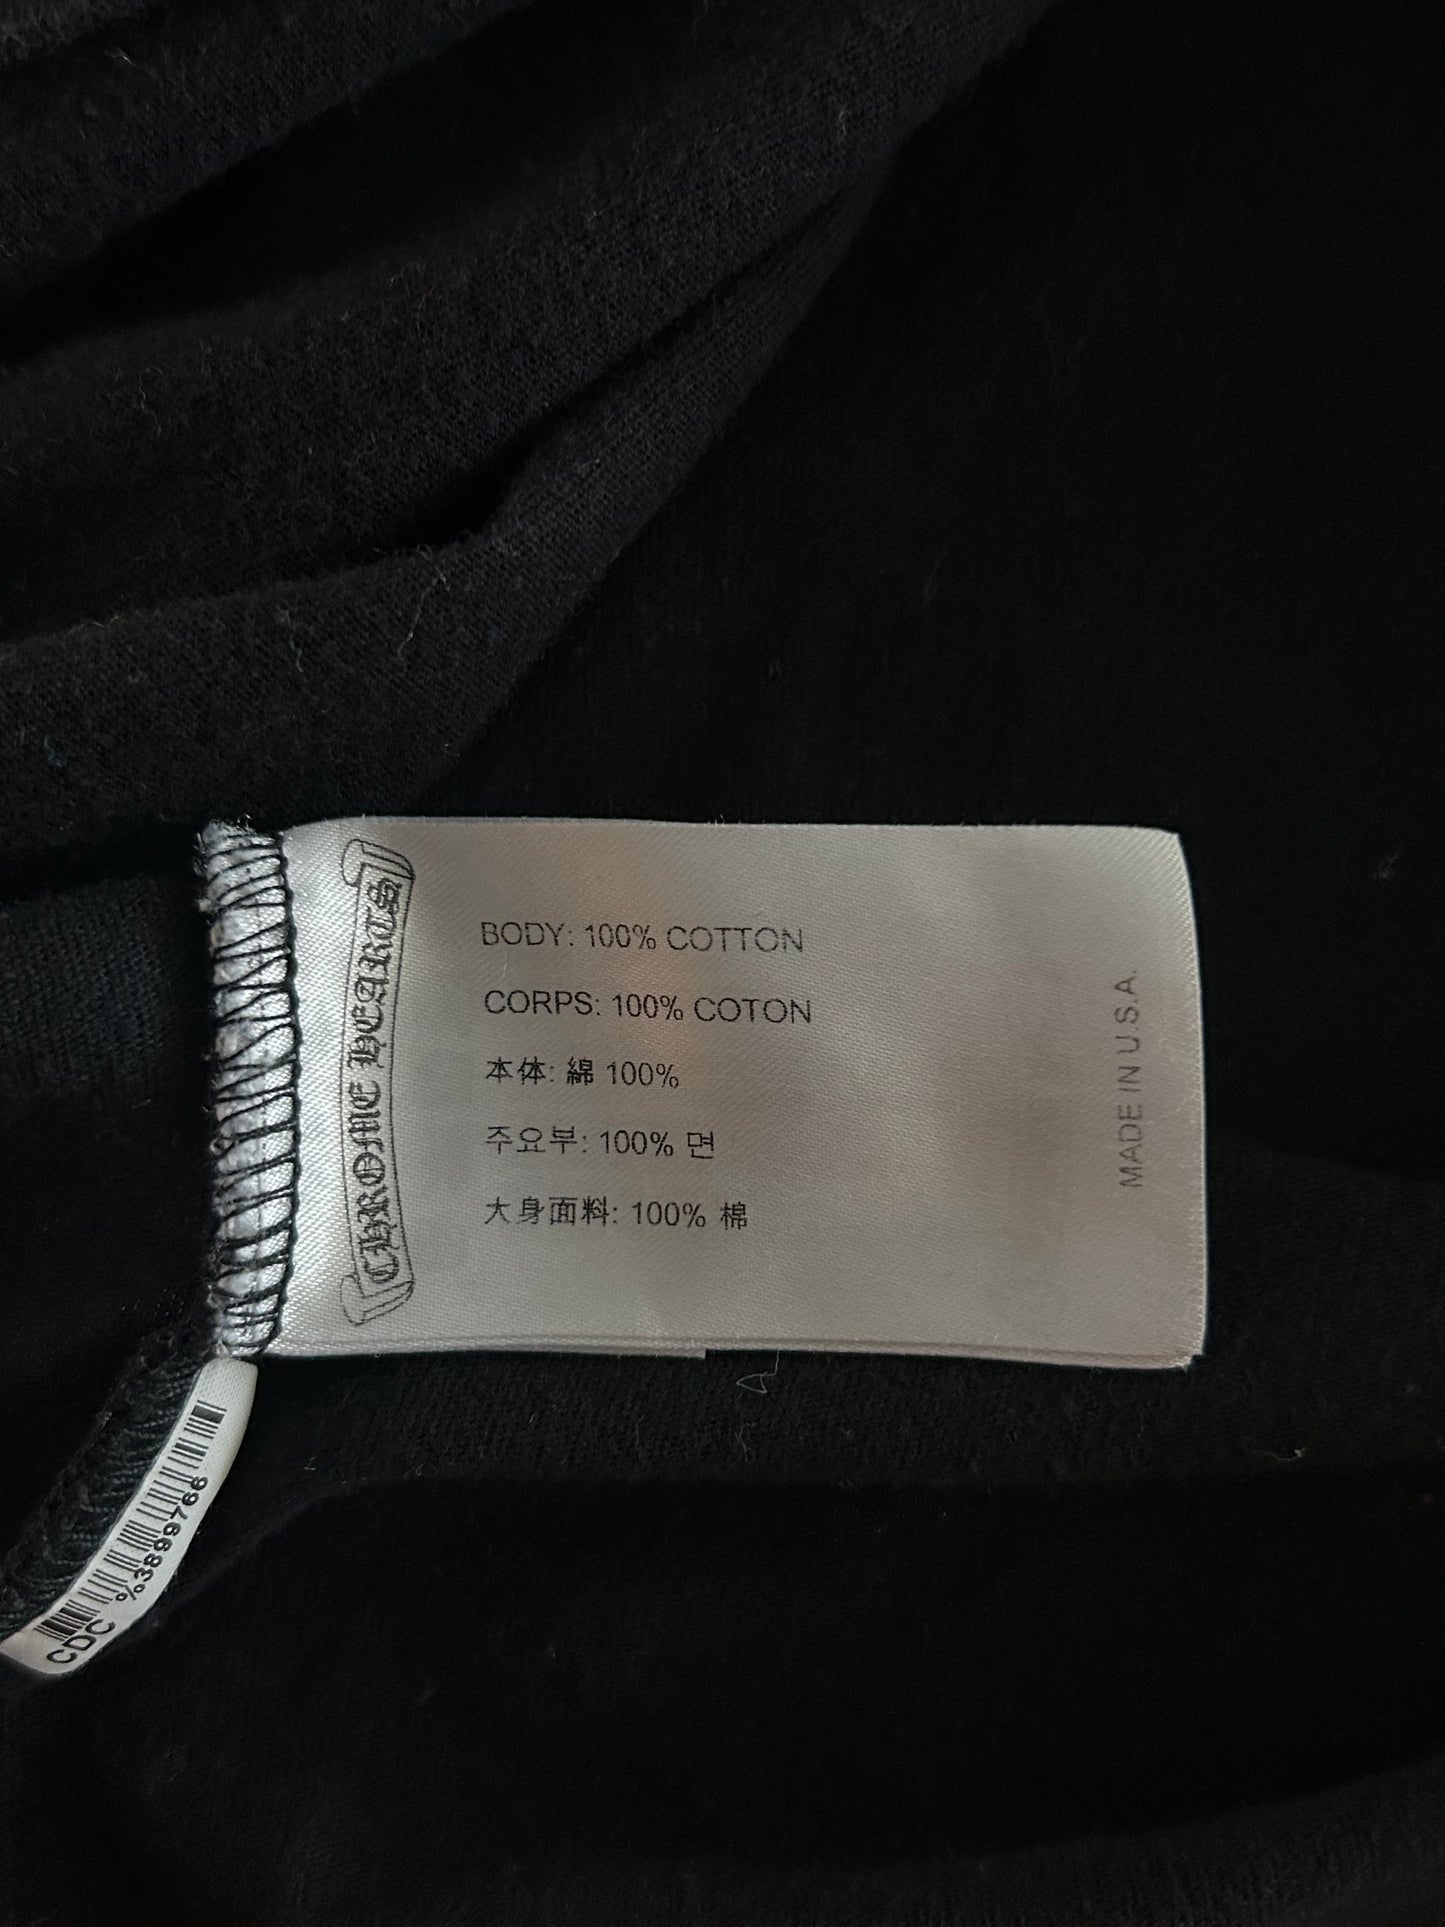 CHROME HEARTS
BODY: 100% COTTON
CORPS: 100% COTON
本体: 綿 100%
주요부: 100% 면
大身面料: 100% 棉
MADE IN U.S.A.
CDC %3899766